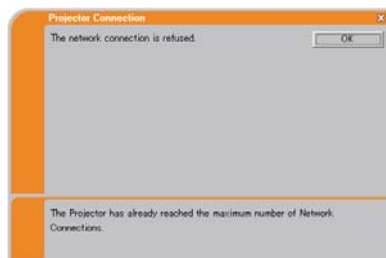 Projector Connection
X
The network connection is refused.
OK
The Projector has already reached the maximum number of Network
Connections.